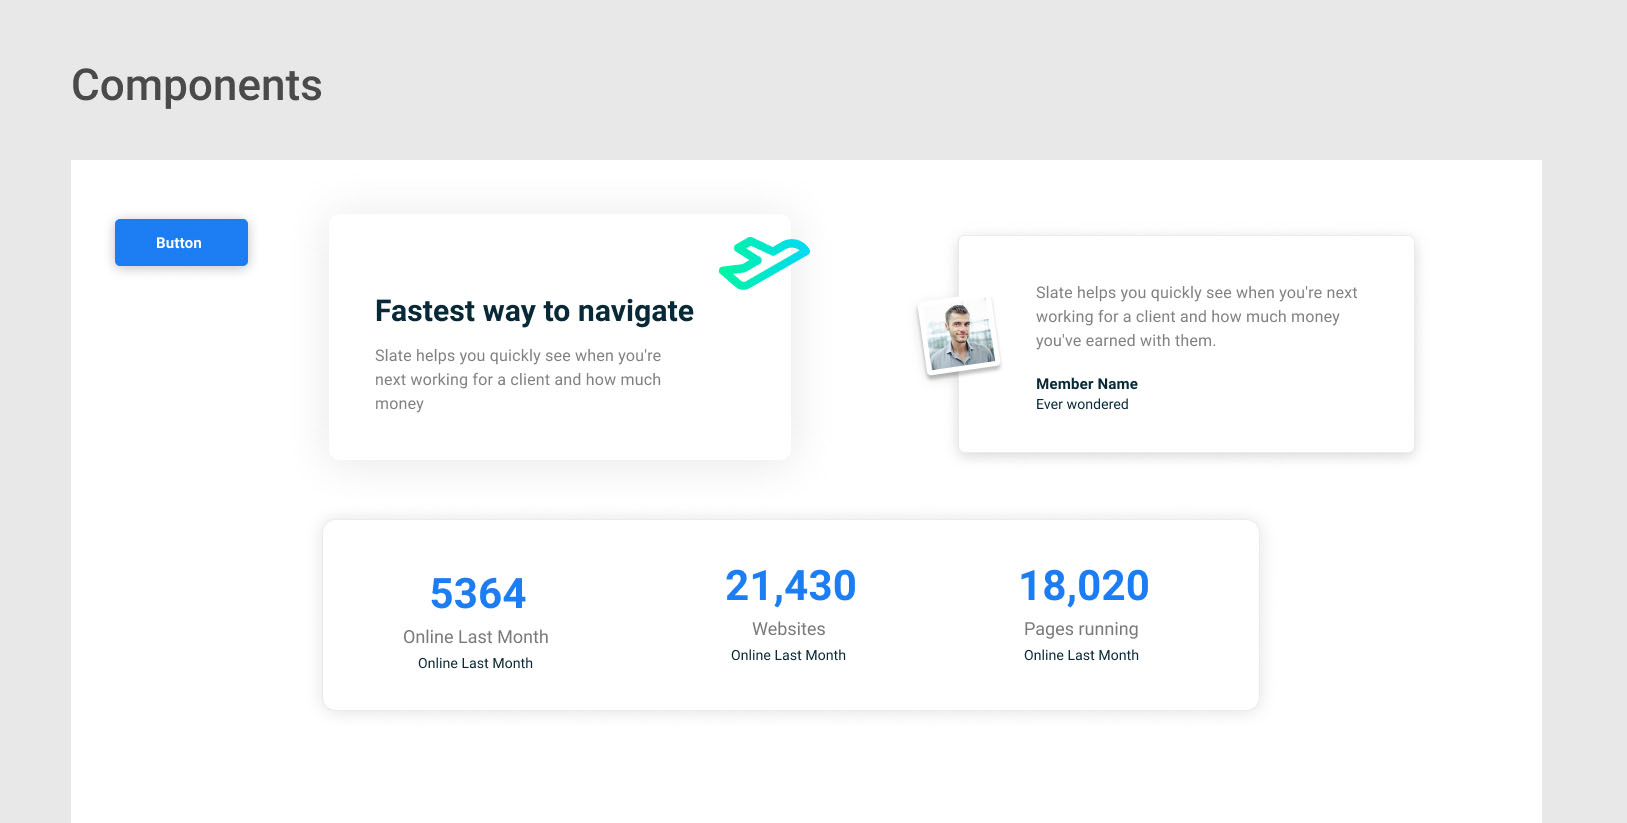 Components
Button
Fastest way to navigate
Slate helps you quickly see when you're
next working for a client and how much
money
Slate helps you quickly see when you're next
working for a client and how much money
you've earned with them.
Member Name
Ever wondered
5364
Online Last Month
Online Last Month
21,430
Websites
Online Last Month
18,020
Pages running
Online Last Month